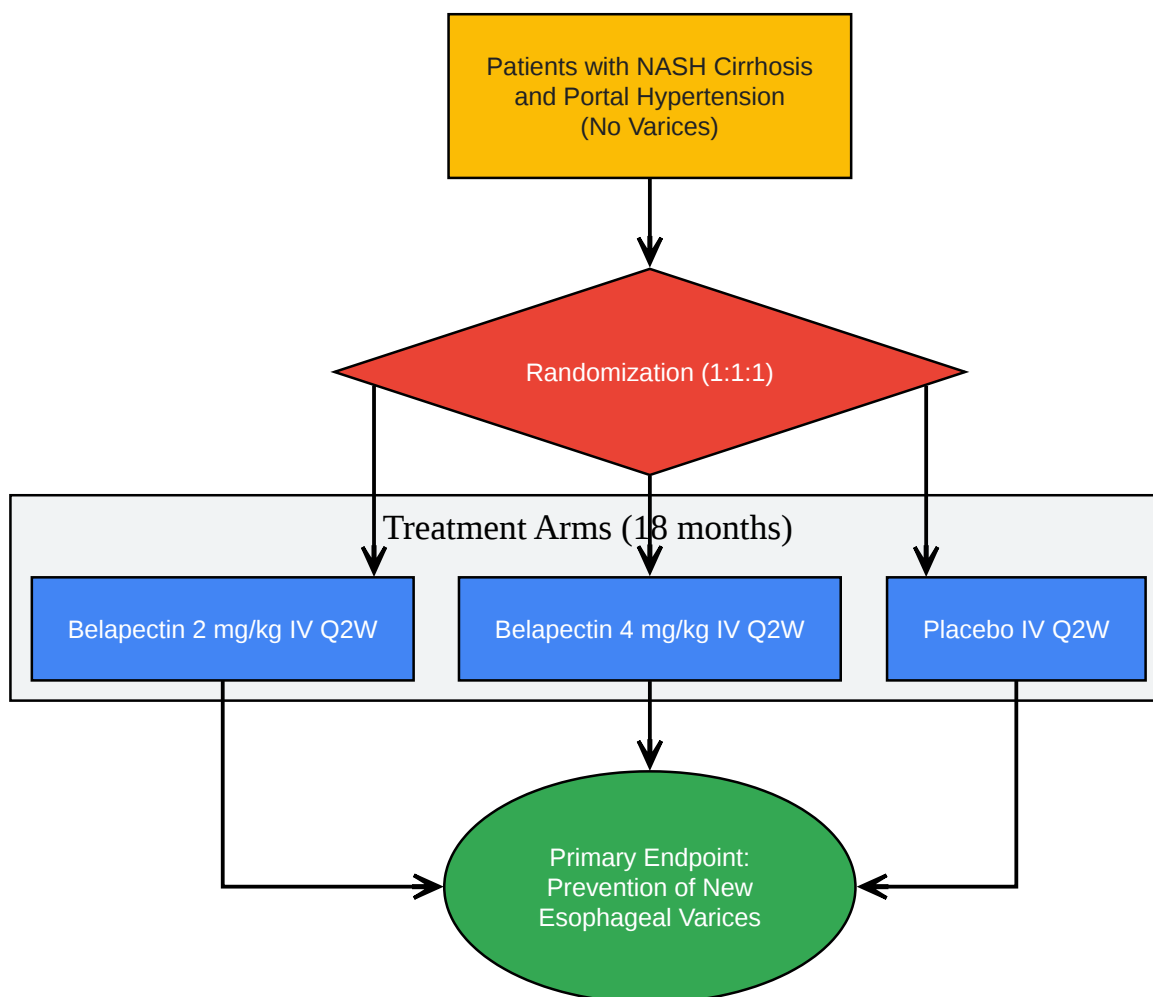 Patients with NASH Cirrhosis
and Portal Hypertension
(No Varices)
Randomization (1:1:1)
Treatment Arms (18 months)
Belapectin 2 mg/kg IV Q2W
Belapectin 4 mg/kg IV Q2W
Placebo IV Q2W
Primary Endpoint:
Prevention of New
Esophageal Varices